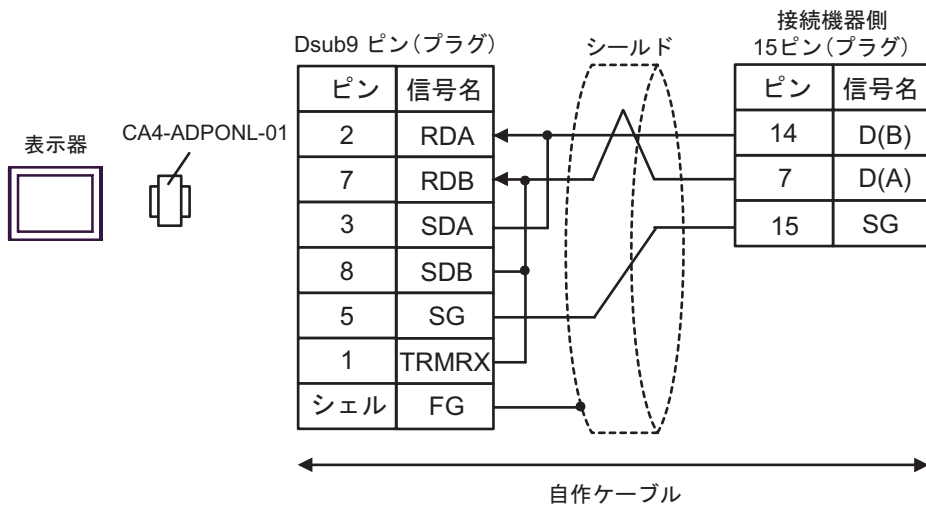 接続機器側
Dsub9 ピン(プラグ)
シールド
15ピン(プラグ)
ピン 信号名
ピン 信号名
表示器
CA4-ADPONL-01
2 RDA
14 D(B)
7 RDB
7 D(A)
3 SDA
15 SG
8 SDB
5 SG
1 TRMRX
シェル FG
自作ケーブル